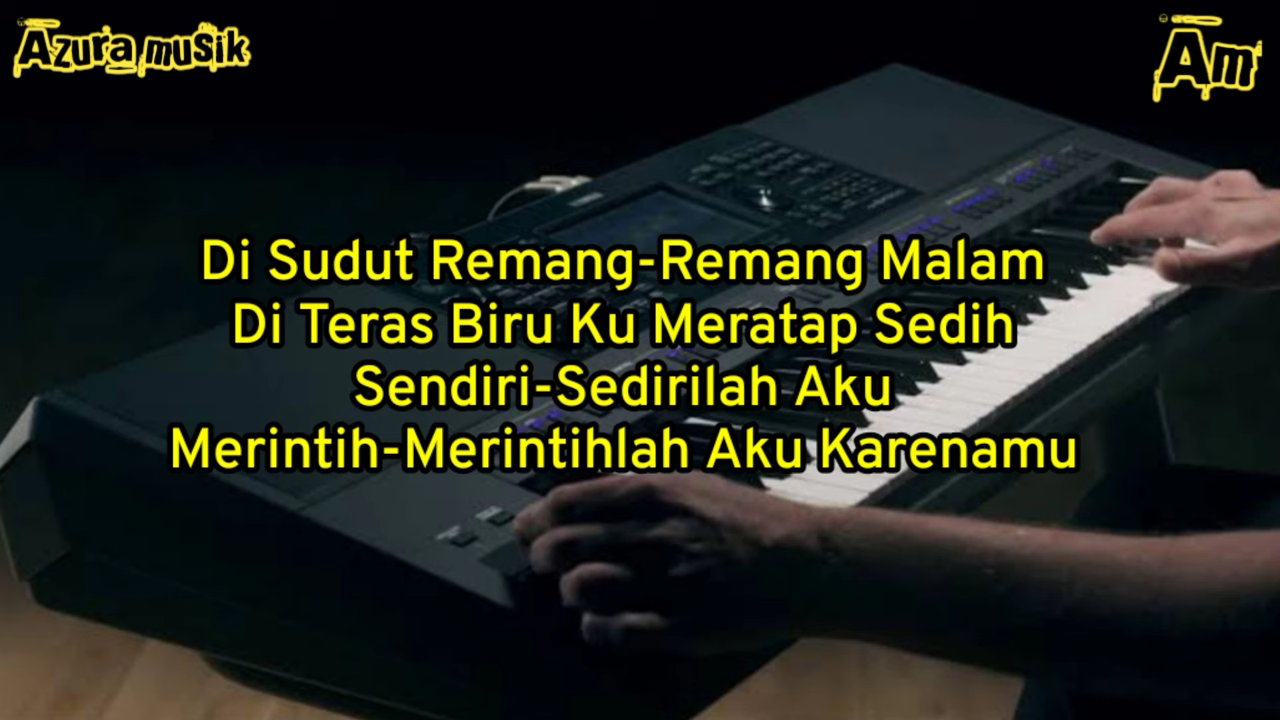 Azura musik
Am
Di Sudut Remang-Remang Malam
Di Teras Biru Ku Meratap Sedih
Sendiri-Sedirilah Aku
Merintih-Merintihlah Aku Karenamu